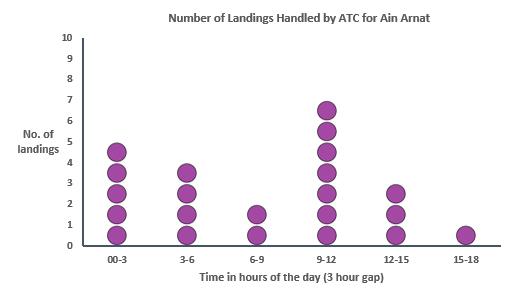 Number of Landings Handled by ATC for Ain Arnat
10
9
8
7
6
5
4
3
2
1
0
No. of
landings
00-3 3-6 6-9 9-12 12-15 15-18
Time in hours of the day (3 hour gap)